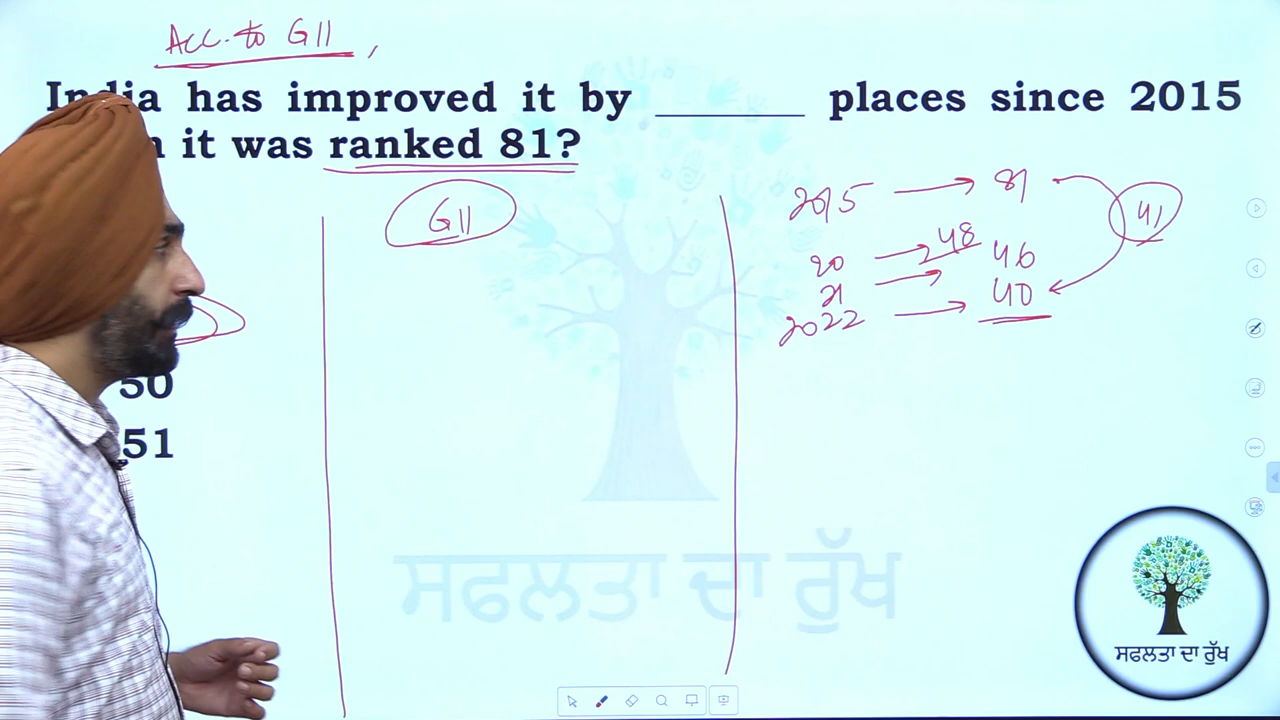 Acc. to GII,
India has improved it by ______ places since 2015
it was ranked 81?
GII
2015 → 81
41
20 → 48 46
21 → 40
2022 →
50
51
ਸਫਲਤਾ ਦਾ ਰੁੱਖ
ਸਫਲਤਾ ਦਾ ਰੁੱਖ